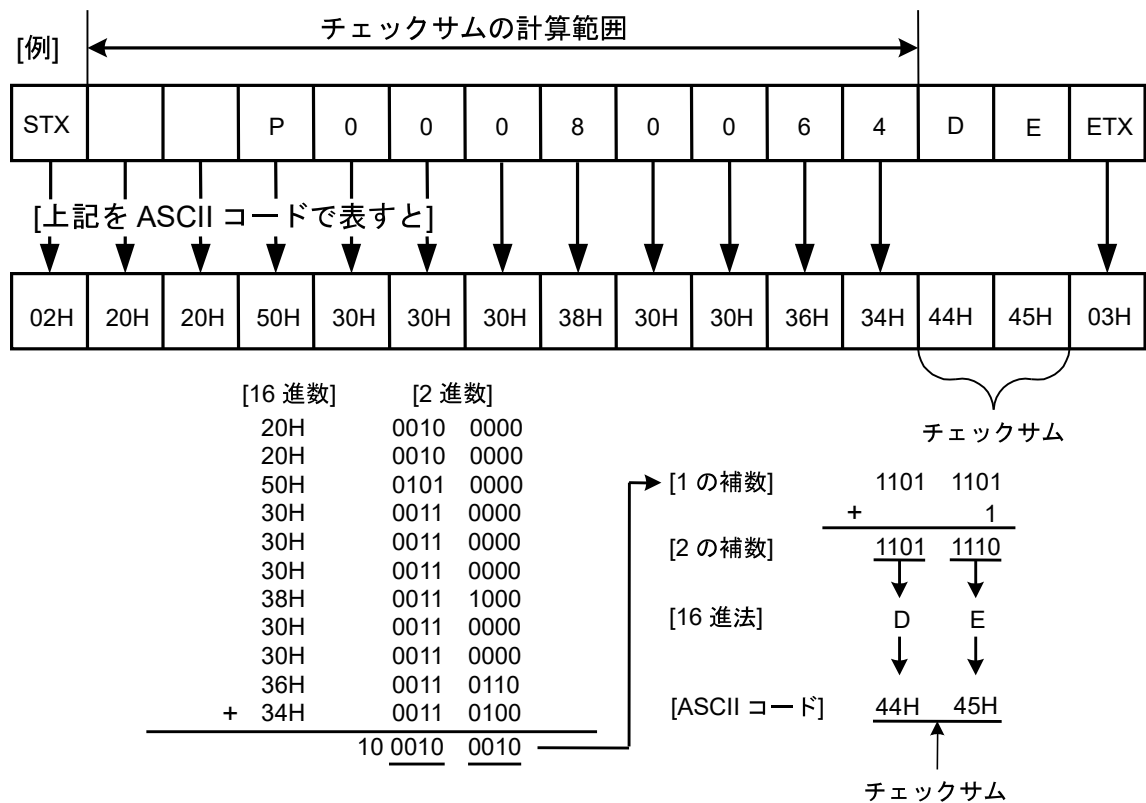 チェックサムの計算範囲
[例]
STX P 0 0 0 8 0 0 6 4 D E ETX
[上記を ASCII コードで表すと]
02H 20H 20H 50H 30H 30H 30H 38H 30H 30H 36H 34H 44H 45H 03H
チェックサム
[16 進数] [2 進数]
20H 0010 0000
20H 0010 0000
50H 0101 0000
30H 0011 0000
30H 0011 0000
30H 0011 0000
38H 0011 1000
30H 0011 0000
30H 0011 0000
36H 0011 0110
+ 34H 0011 0100
10 0010 0010
[1 の補数] 1101 1101
+ 1
[2 の補数] 1101 1110
[16 進法] D E
[ASCII コード] 44H 45H
チェックサム